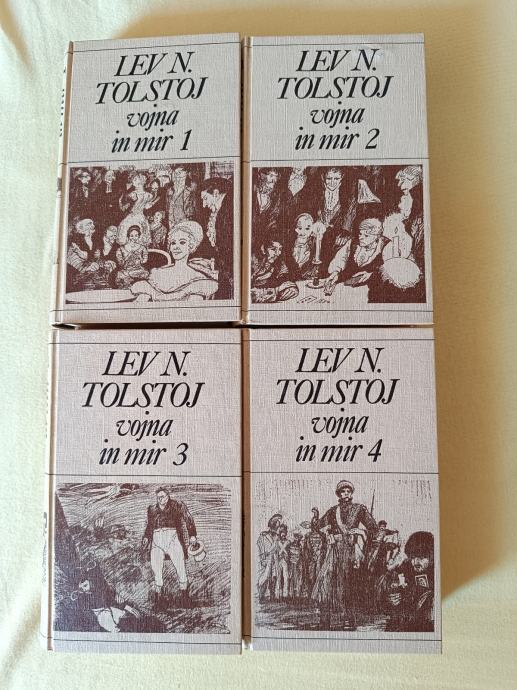 LEV N.
TOLSTOJ
vojna
in mir 1
LEV N.
TOLSTOJ
vojna
in mir 2
LEV N.
TOLSTOJ
vojna
in mir 3
LEV N.
TOLSTOJ
vojna
in mir 4